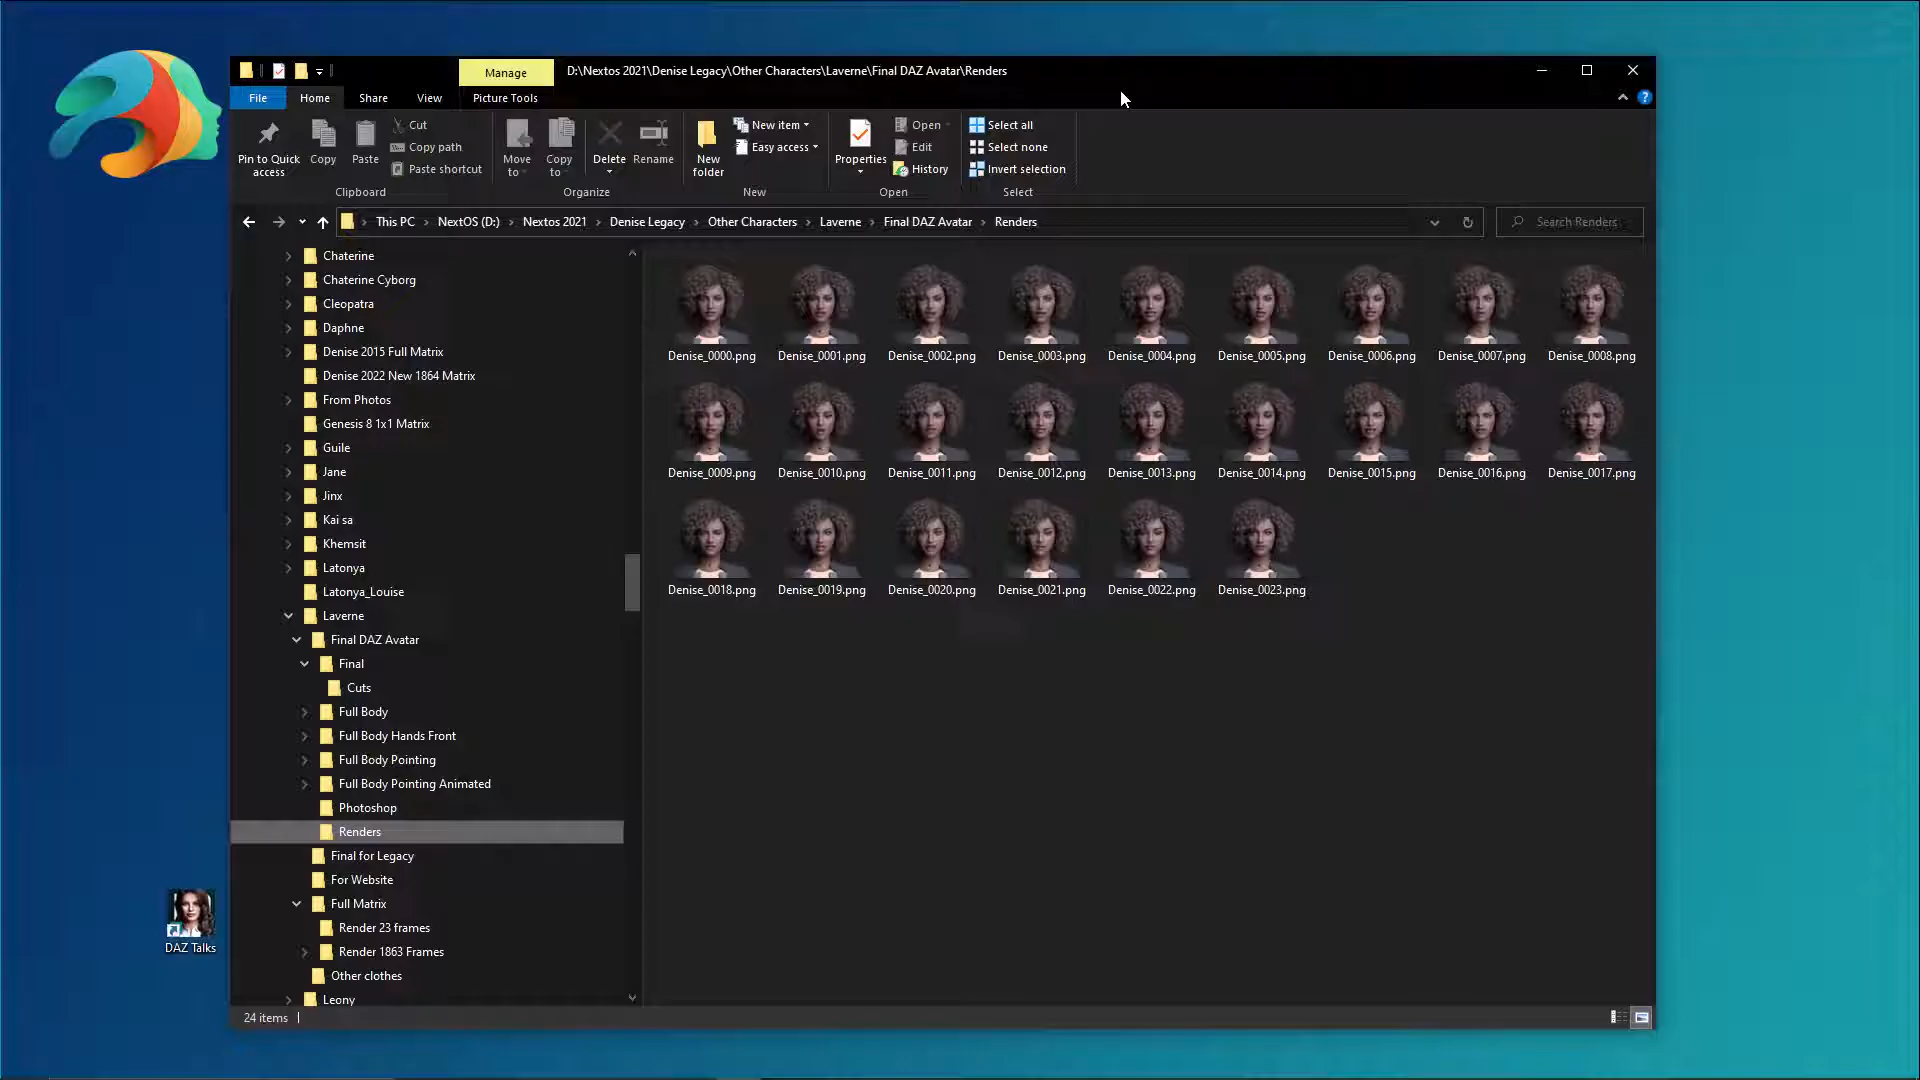 Manage
D:\Nextos 2021\Denise Legacy\Other Characters\Laverne\Final DAZ Avatar\Renders
File
Home
Share
View
Picture Tools
Pin to Quick access
Copy
Paste
Cut
Copy path
Paste shortcut
Clipboard
Move to
Copy to
Delete
Rename
Organize
New folder
New item
Easy access
New
Properties
Open
Edit
History
Open
Select all
Select none
Invert selection
Select
This PC
NextOS (D:)
Nextos 2021
Denise Legacy
Other Characters
Laverne
Final DAZ Avatar
Renders
Search Renders
Chaterine
Chaterine Cyborg
Cleopatra
Daphne
Denise 2015 Full Matrix
Denise 2022 New 1864 Matrix
From Photos
Genesis 8 1x1 Matrix
Guile
Jane
Jinx
Kai sa
Khemsit
Latonya
Latonya_Louise
Laverne
Final DAZ Avatar
Final
Cuts
Full Body
Full Body Hands Front
Full Body Pointing
Full Body Pointing Animated
Photoshop
Renders
Final for Legacy
For Website
Full Matrix
Render 23 frames
Render 1863 Frames
Other clothes
Leony
Denise_0000.png
Denise_0001.png
Denise_0002.png
Denise_0003.png
Denise_0004.png
Denise_0005.png
Denise_0006.png
Denise_0007.png
Denise_0008.png
Denise_0009.png
Denise_0010.png
Denise_0011.png
Denise_0012.png
Denise_0013.png
Denise_0014.png
Denise_0015.png
Denise_0016.png
Denise_0017.png
Denise_0018.png
Denise_0019.png
Denise_0020.png
Denise_0021.png
Denise_0022.png
Denise_0023.png
24 items
DAZ Talks